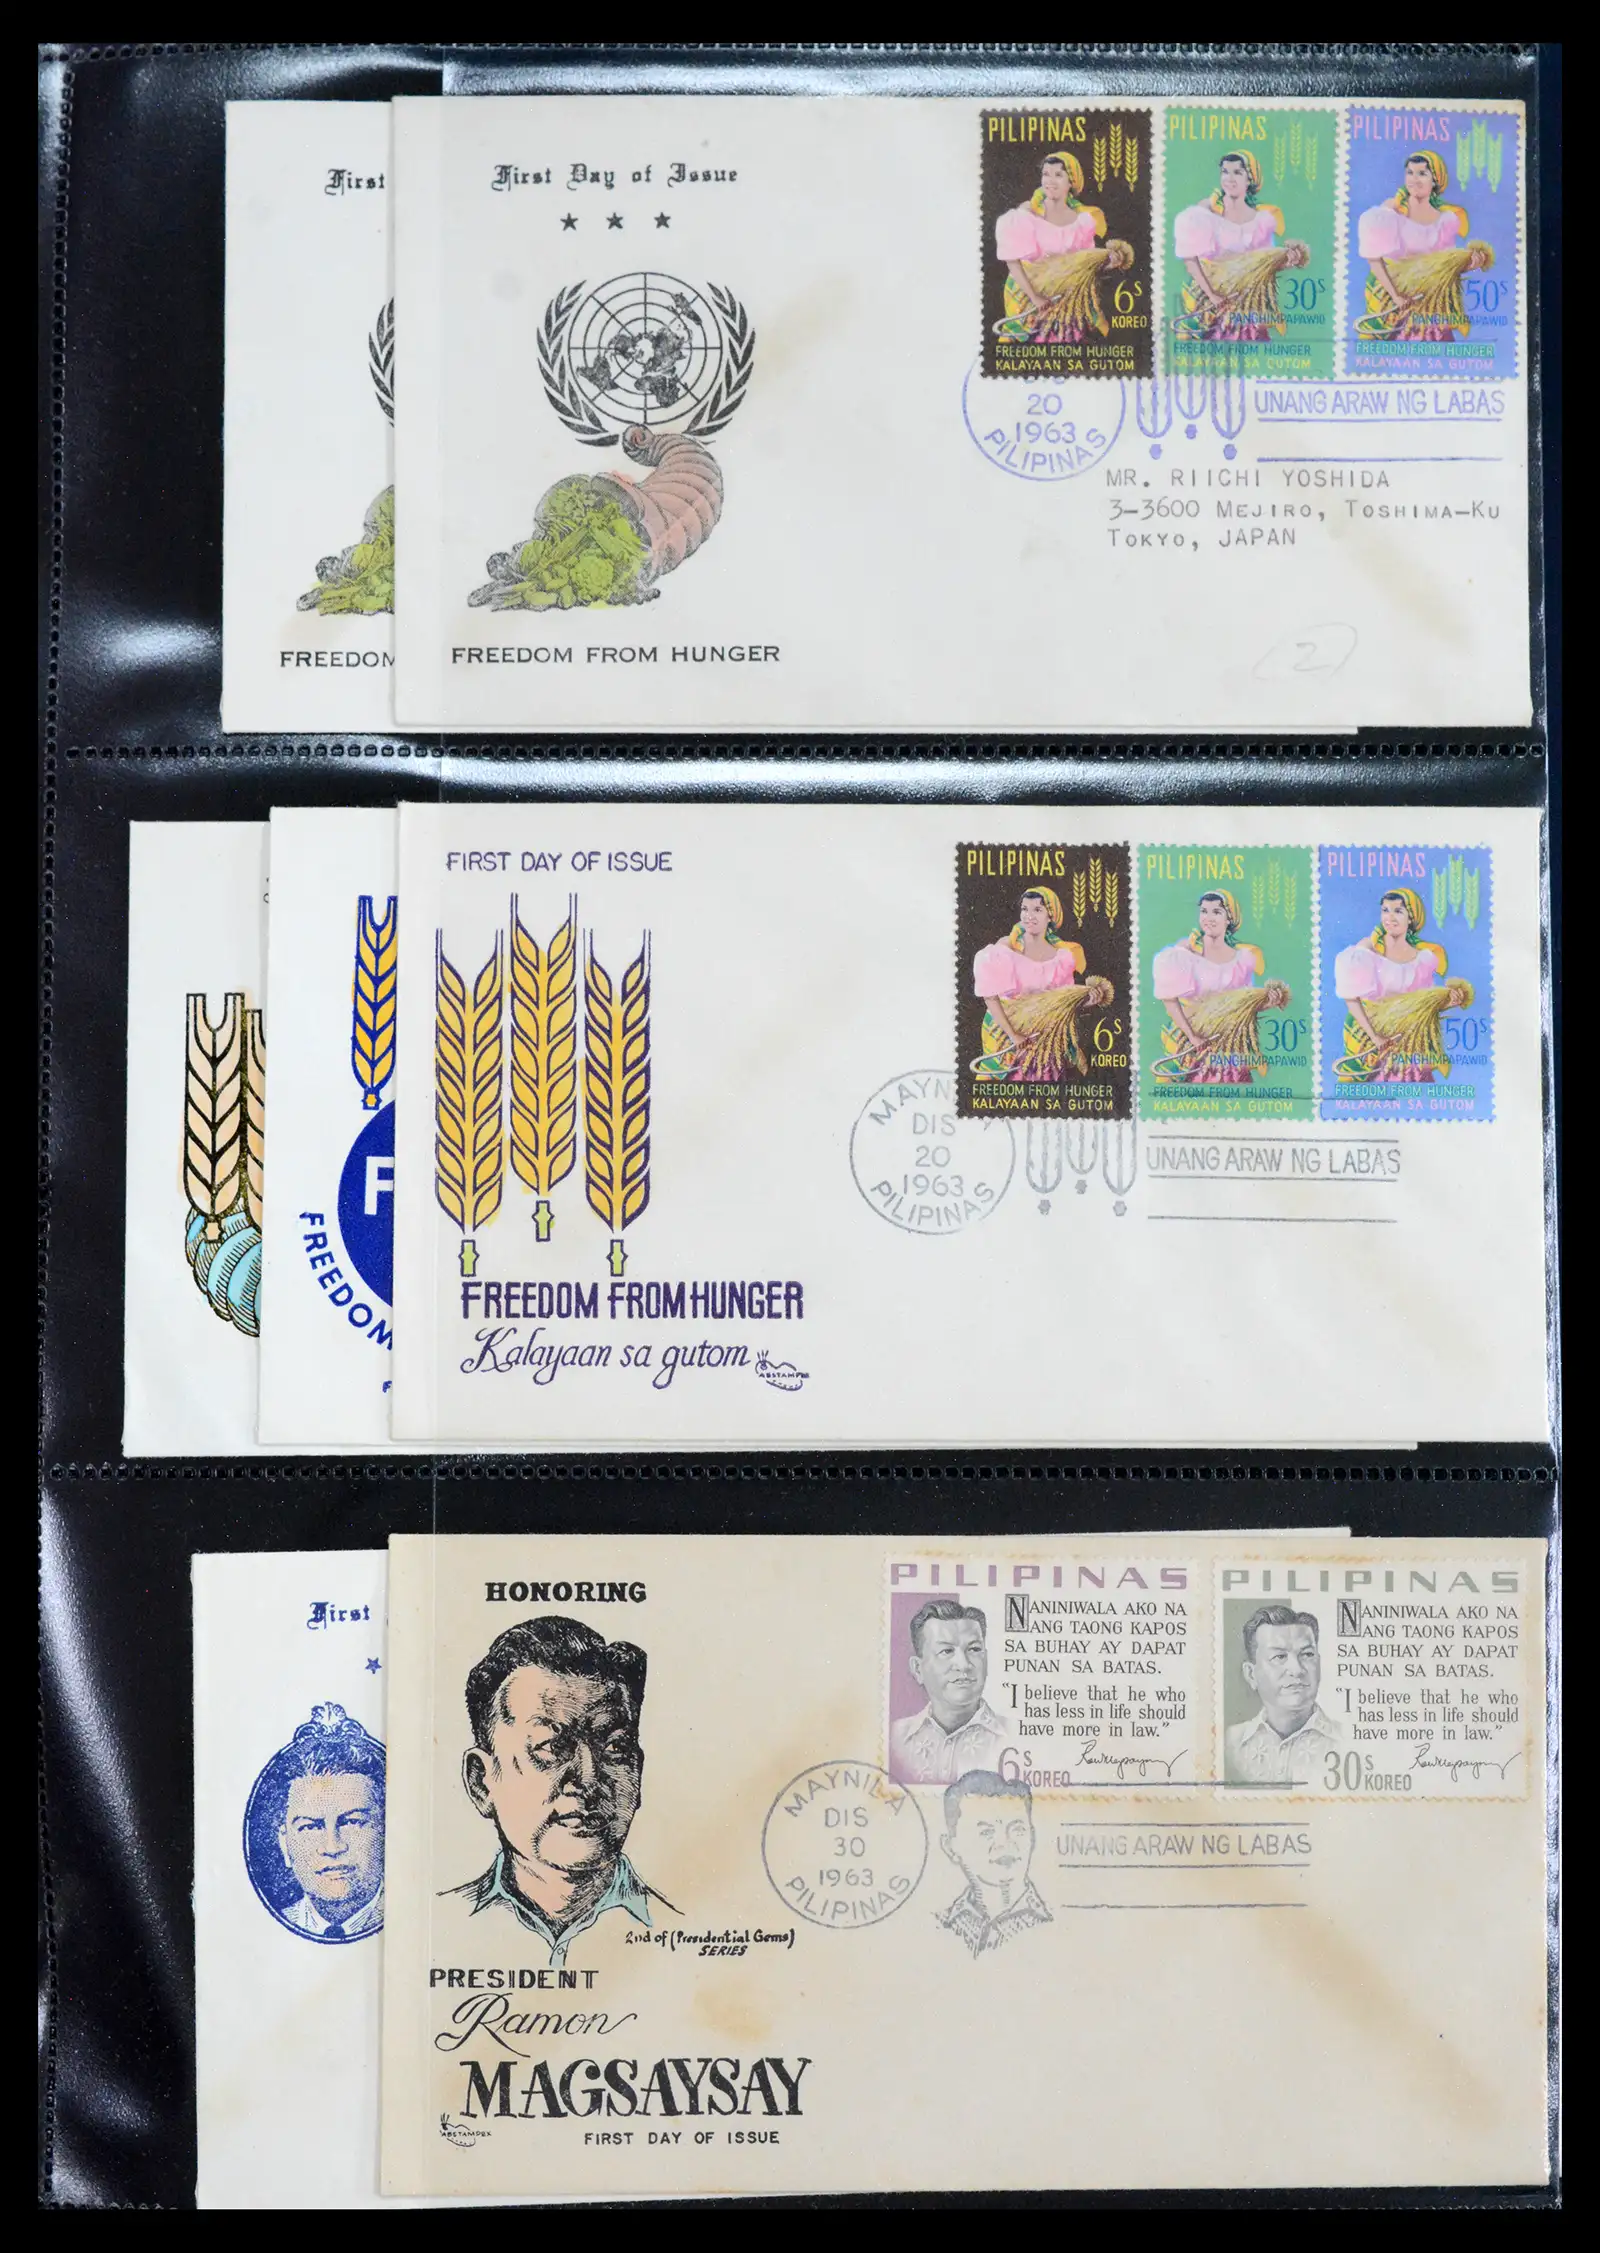 First
First Day of Issue
★ ★ ★
PILIPINAS
6s
KOREO
FREEDOM FROM HUNGER
KALAYAAN SA GUTOM
PILIPINAS
30s
PANGHIMPAPAWID
FREEDOM FROM HUNGER
KALAYAAN SA GUTOM
PILIPINAS
50s
PANGHIMPAPAWID
FREEDOM FROM HUNGER
KALAYAAN SA GUTOM
20
1963
PILIPINAS
UNANG ARAW NG LABAS
MR. RIICHI YOSHIDA
3-3600 MEJIRO, TOSHIMA-KU
TOKYO, JAPAN
(2)
FREEDOM
FREEDOM FROM HUNGER
FREEDOM
FIRST DAY OF ISSUE
PILIPINAS
6s
KOREO
FREEDOM FROM HUNGER
KALAYAAN SA GUTOM
PILIPINAS
30s
PANGHIMPAPAWID
FREEDOM FROM HUNGER
KALAYAAN SA GUTOM
PILIPINAS
50s
PANGHIMPAPAWID
FREEDOM FROM HUNGER
KALAYAAN SA GUTOM
DIS
20
1963
PILIPINAS
UNANG ARAW NG LABAS
FREEDOM FROM HUNGER
Kalayaan sa gutom
ABSTAMPEX
First
HONORING
2nd of (Presidential Gems)
SERIES
PRESIDENT
Ramon
MAGSAYSAY
FIRST DAY OF ISSUE
ABSTAMPEX
PILIPINAS
NANINIWALA AKO NA
ANG TAONG KAPOS
SA BUHAY AY DAPAT
PUNAN SA BATAS.
"I believe that he who
has less in life should
have more in law."
6s
KOREO
PILIPINAS
NANINIWALA AKO NA
ANG TAONG KAPOS
SA BUHAY AY DAPAT
PUNAN SA BATAS.
"I believe that he who
has less in life should
have more in law."
30s
KOREO
MAYNILA
DIS
30
1963
PILIPINAS
UNANG ARAW NG LABAS